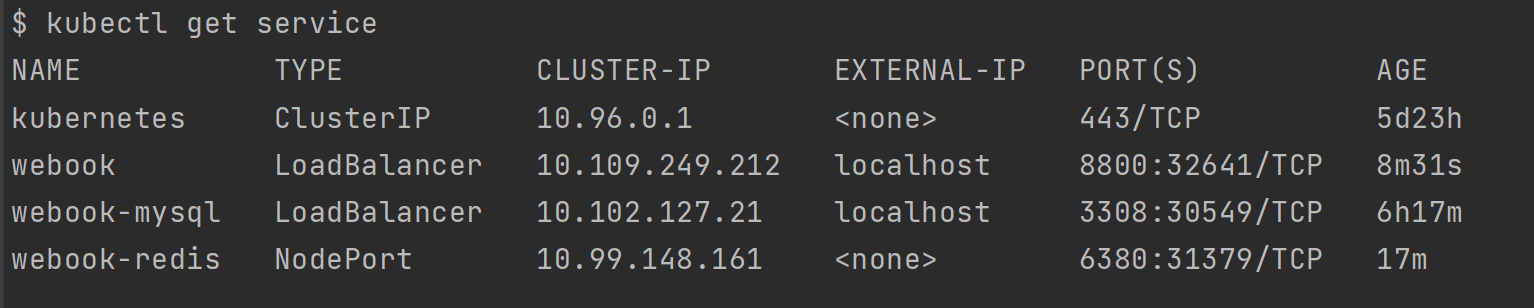 $ kubectl get service
NAME TYPE CLUSTER-IP EXTERNAL-IP PORT(S) AGE
kubernetes ClusterIP 10.96.0.1 <none> 443/TCP 5d23h
webook LoadBalancer 10.109.249.212 localhost 8800:32641/TCP 8m31s
webook-mysql LoadBalancer 10.102.127.21 localhost 3308:30549/TCP 6h17m
webook-redis NodePort 10.99.148.161 <none> 6380:31379/TCP 17m